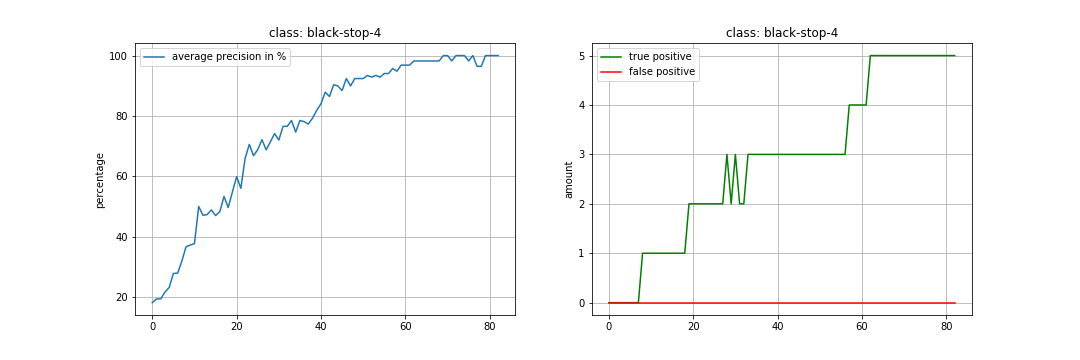 class: black-stop-4
average precision in %
percentage
100
80
60
40
20
0 20 40 60 80
class: black-stop-4
true positive
false positive
amount
5
4
3
2
1
0
0 20 40 60 80